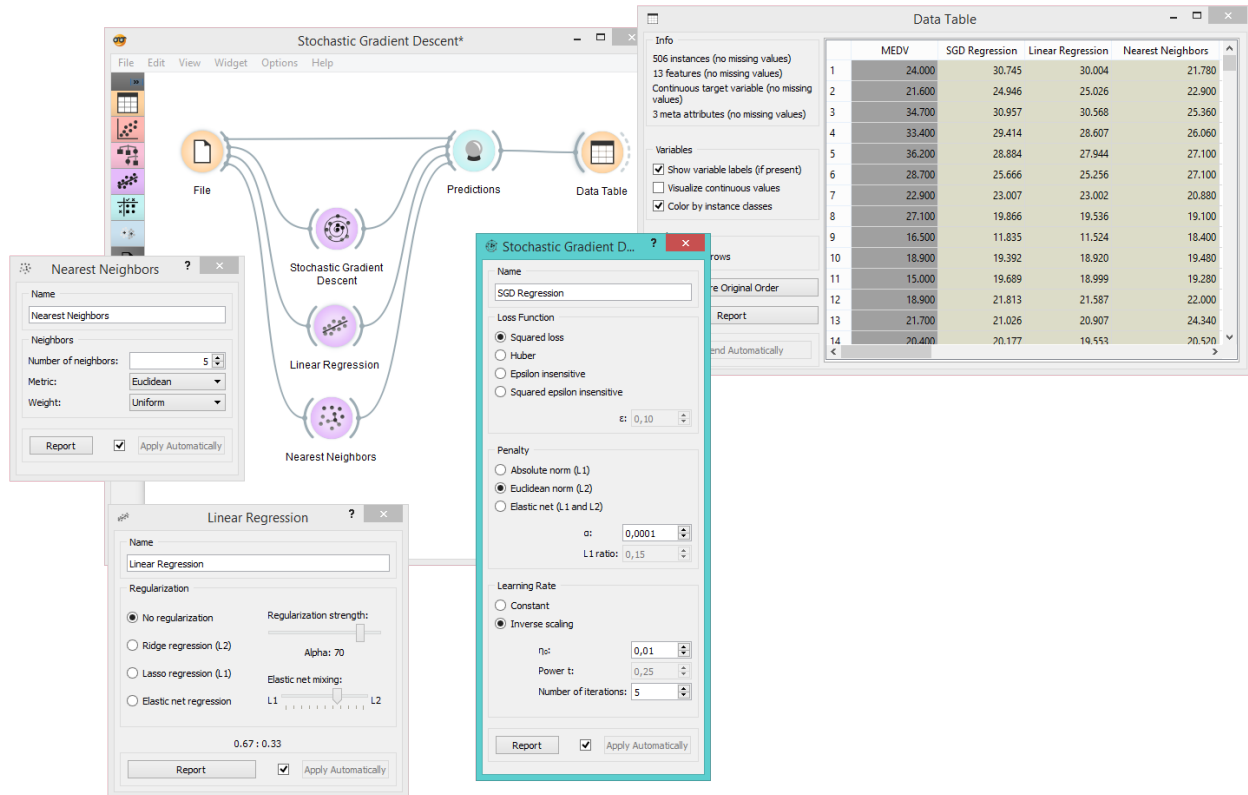 Stochastic Gradient Descent*
File Edit View Widget Options Help
File
Stochastic Gradient
Descent
Linear Regression
Nearest Neighbors
Predictions
Data Table
Data Table
Info
506 instances (no missing values)
13 features (no missing values)
Continuous target variable (no missing
values)
3 meta attributes (no missing values)
Variables
Show variable labels (if present)
Visualize continuous values
Color by instance classes
rows
re Original Order
Report
end Automatically
MEDV SGD Regression Linear Regression Nearest Neighbors
1 24.000 30.745 30.004 21.780
2 21.600 24.946 25.026 22.900
3 34.700 30.957 30.568 25.360
4 33.400 29.414 28.607 26.060
5 36.200 28.884 27.944 27.100
6 28.700 25.666 25.256 27.100
7 22.900 23.007 23.002 20.880
8 27.100 19.866 19.536 19.100
9 16.500 11.835 11.524 18.400
10 18.900 19.392 18.920 19.480
11 15.000 19.689 18.999 19.280
12 18.900 21.813 21.587 22.000
13 21.700 21.026 20.907 24.340
14 20.400 20.177 19.553 20.520
Nearest Neighbors ?
Name
Nearest Neighbors
Neighbors
Number of neighbors: 5
Metric: Euclidean
Weight: Uniform
Report Apply Automatically
Linear Regression ?
Name
Linear Regression
Regularization
No regularization
Ridge regression (L2)
Lasso regression (L1)
Elastic net regression
Regularization strength:
Alpha: 70
Elastic net mixing:
L1 L2
0.67 : 0.33
Report Apply Automatically
Stochastic Gradient D... ?
Name
SGD Regression
Loss Function
Squared loss
Huber
Epsilon insensitive
Squared epsilon insensitive
ε: 0,10
Penalty
Absolute norm (L1)
Euclidean norm (L2)
Elastic net (L1 and L2)
α: 0,0001
L1 ratio: 0,15
Learning Rate
Constant
Inverse scaling
η₀: 0,01
Power t: 0,25
Number of iterations: 5
Report Apply Automatically